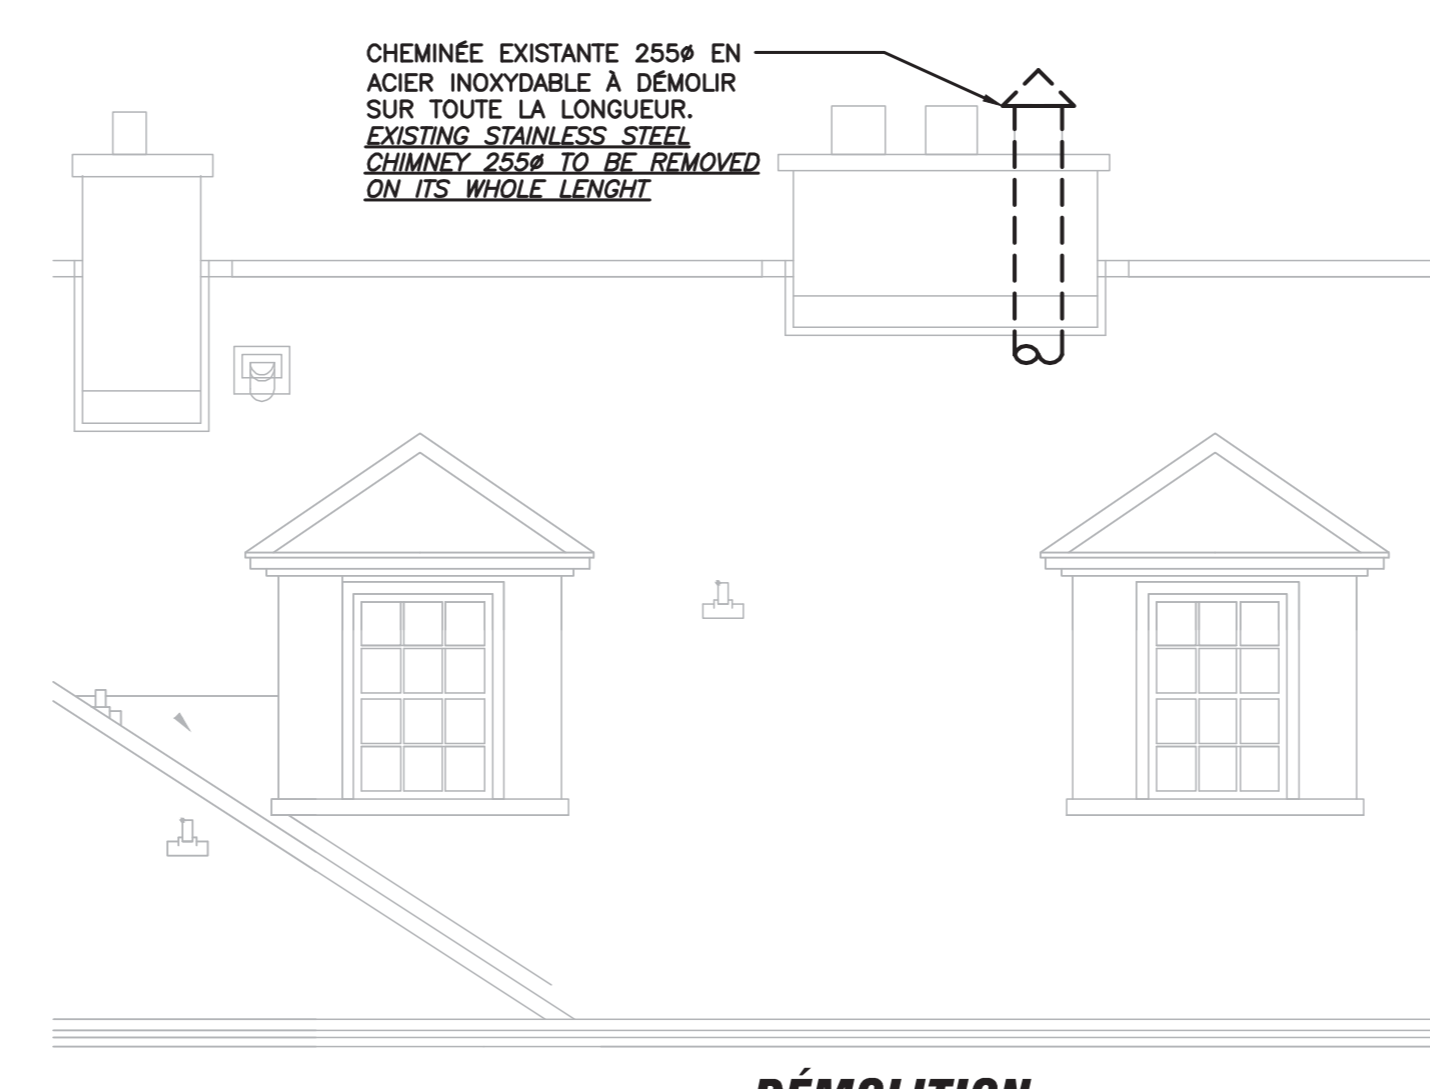 CHEMINÉE EXISTANTE 255ø EN
ACIER INOXYDABLE À DÉMOLIR
SUR TOUTE LA LONGUEUR.
EXISTING STAINLESS STEEL
CHIMNEY 255ø TO BE REMOVED
ON ITS WHOLE LENGHT
DÉMOLITION